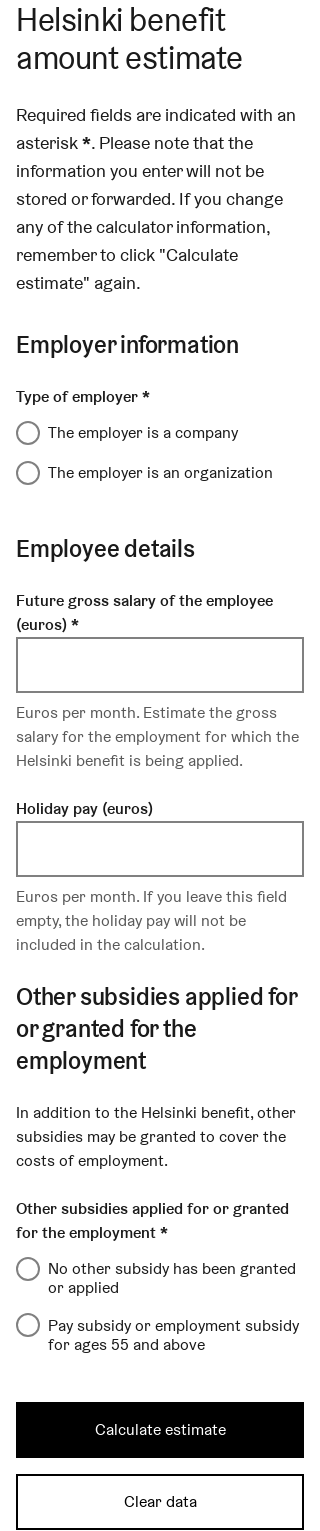 Helsinki benefit
amount estimate
Required fields are indicated with an
asterisk *. Please note that the
information you enter will not be
stored or forwarded. If you change
any of the calculator information,
remember to click "Calculate
estimate" again.
Employer information
Type of employer *
The employer is a company
The employer is an organization
Employee details
Future gross salary of the employee
(euros) *
Euros per month. Estimate the gross
salary for the employment for which the
Helsinki benefit is being applied.
Holiday pay (euros)
Euros per month. If you leave this field
empty, the holiday pay will not be
included in the calculation.
Other subsidies applied for
or granted for the
employment
In addition to the Helsinki benefit, other
subsidies may be granted to cover the
costs of employment.
Other subsidies applied for or granted
for the employment *
No other subsidy has been granted
or applied
Pay subsidy or employment subsidy
for ages 55 and above
Calculate estimate
Clear data